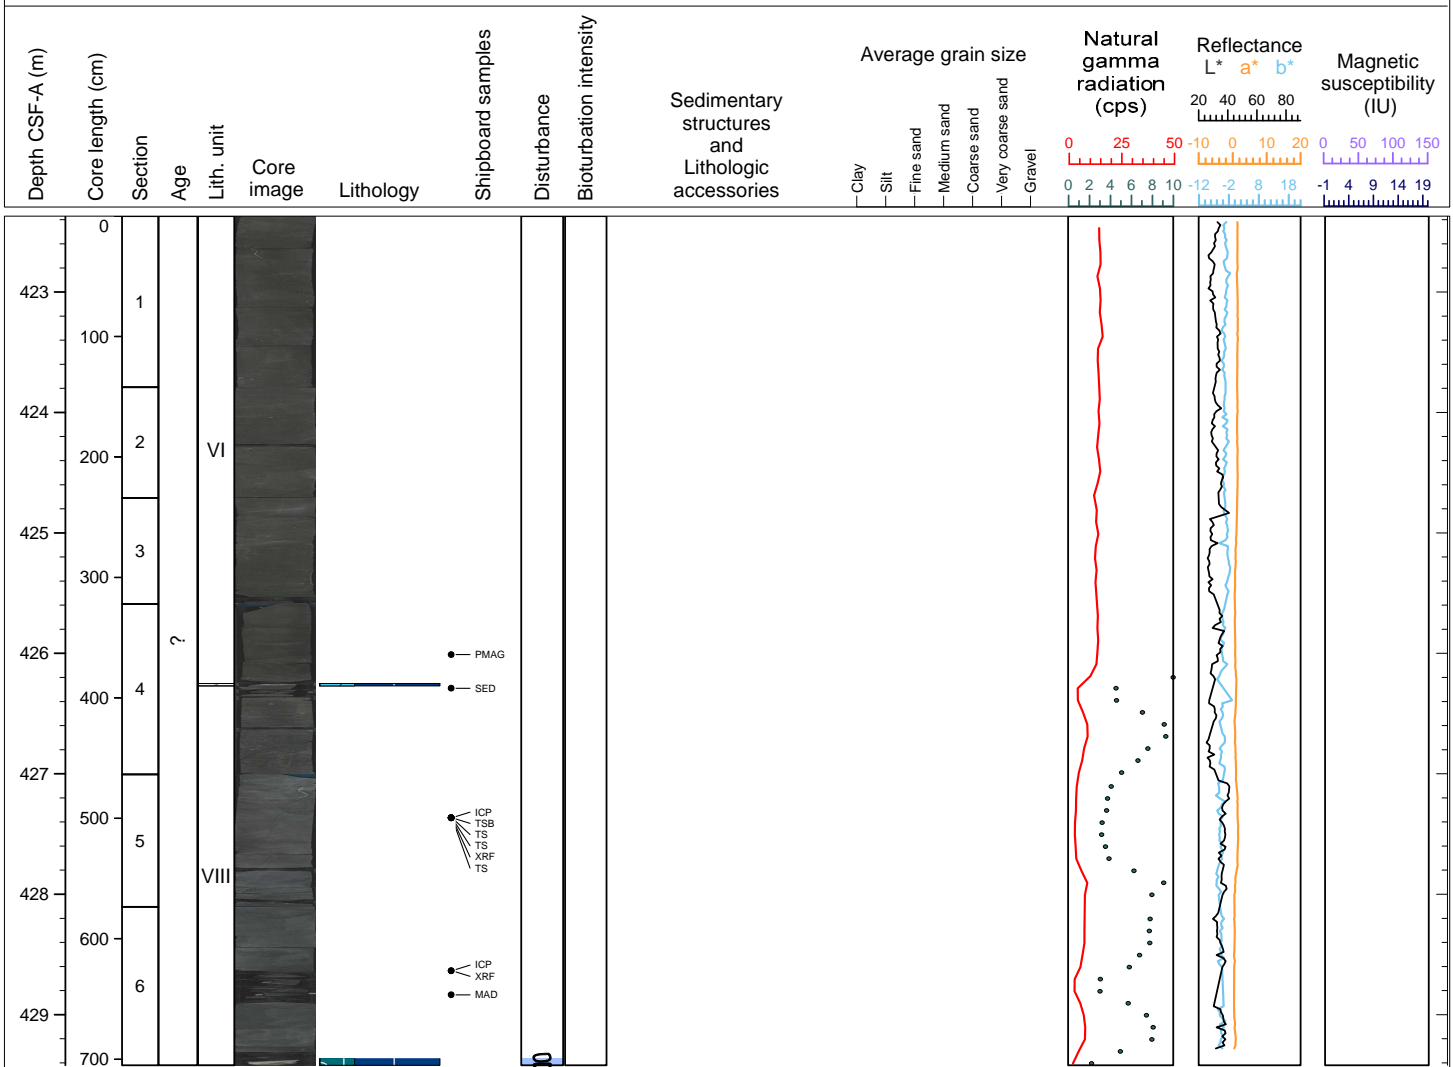 Depth CSF-A (m)
Core length (cm)
Section
Age
Lith. unit
Core
image
Lithology
Shipboard samples
Disturbance
Bioturbation intensity
Sedimentary
structures
and
Lithologic
accessories
Average grain size
Clay
Silt
Fine sand
Medium sand
Coarse sand
Very coarse sand
Gravel
Natural
gamma
radiation
(cps)
0 25 50
0 2 4 6 8 10
Reflectance
L* a* b*
20 40 60 80
-10 0 10 20
-12 -2 8 18
Magnetic
susceptibility
(IU)
0 50 100 150
-1 4 9 14 19
0
423
1
100
424
2
200
VI
425
3
300
?
426
PMAG
4
SED
400
427
500
ICP
TSB
TS
TS
XRF
TS
5
VIII
428
600
ICP
XRF
6
MAD
429
700